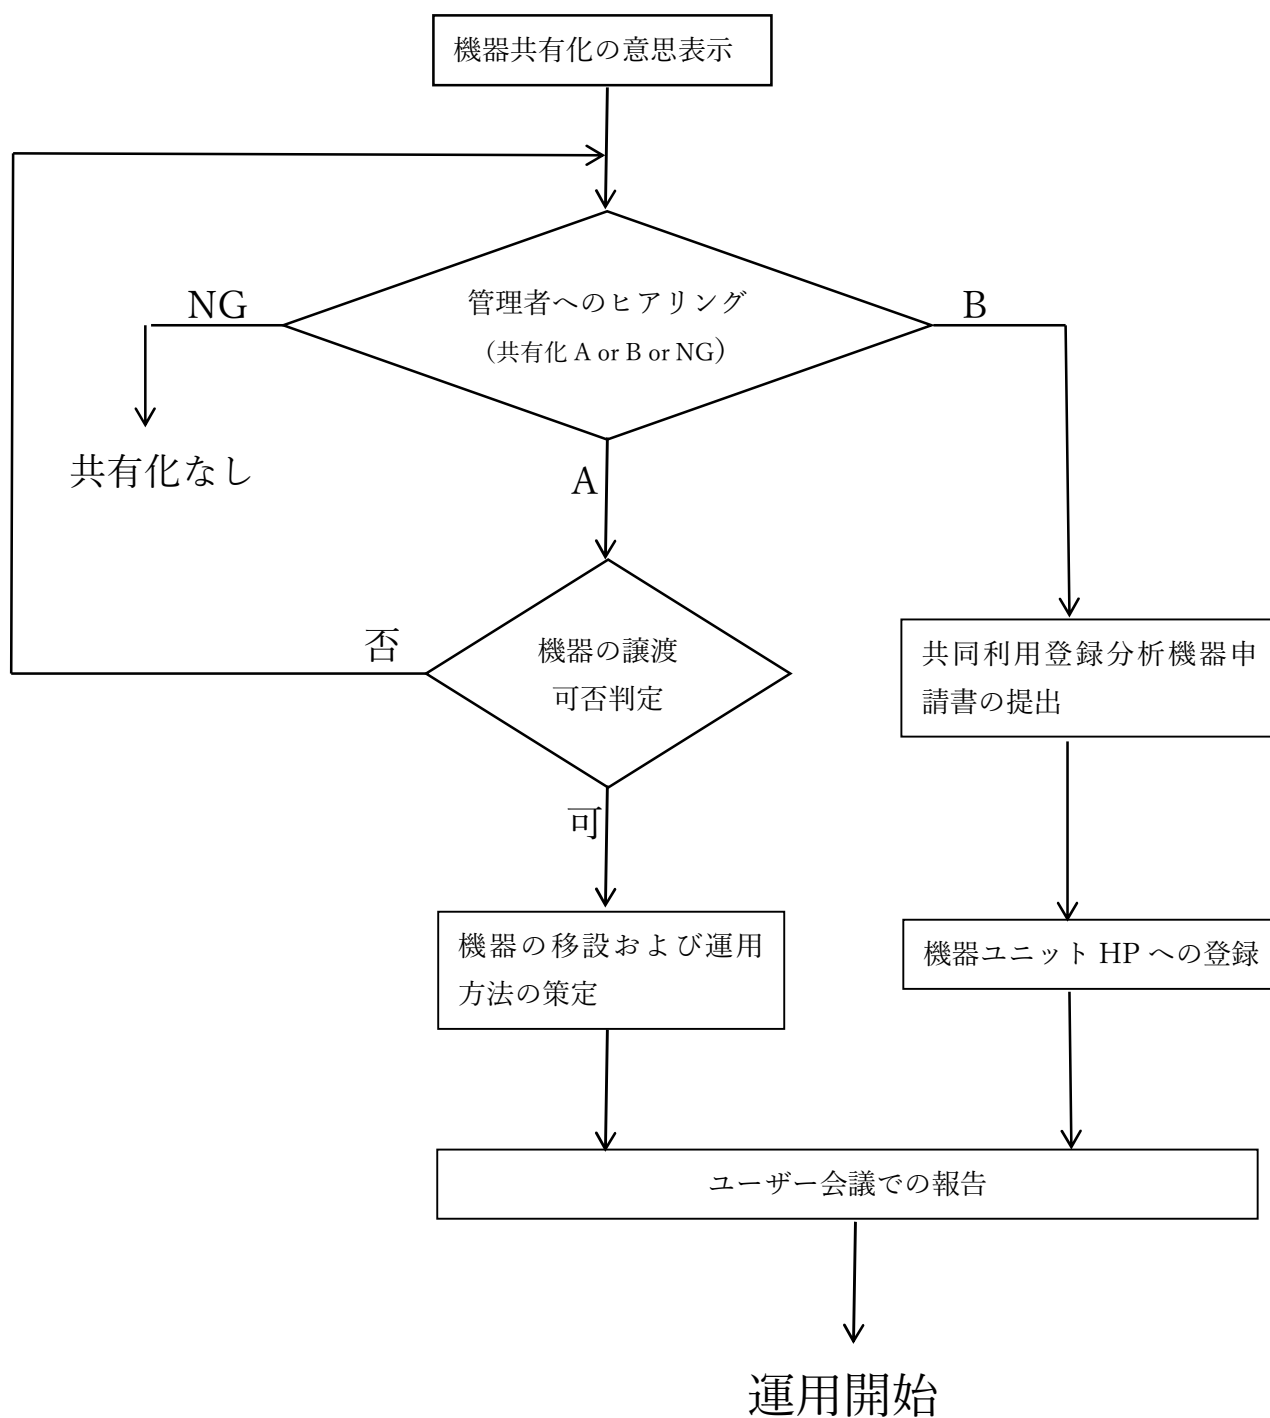 機器共有化の意思表示
NG
管理者へのヒアリング
(共有化 A or B or NG)
B
共有化なし
A
否
機器の譲渡
可否判定
共同利用登録分析機器申
請書の提出
可
機器の移設および運用
方法の策定
機器ユニット HP への登録
ユーザー会議での報告
運用開始